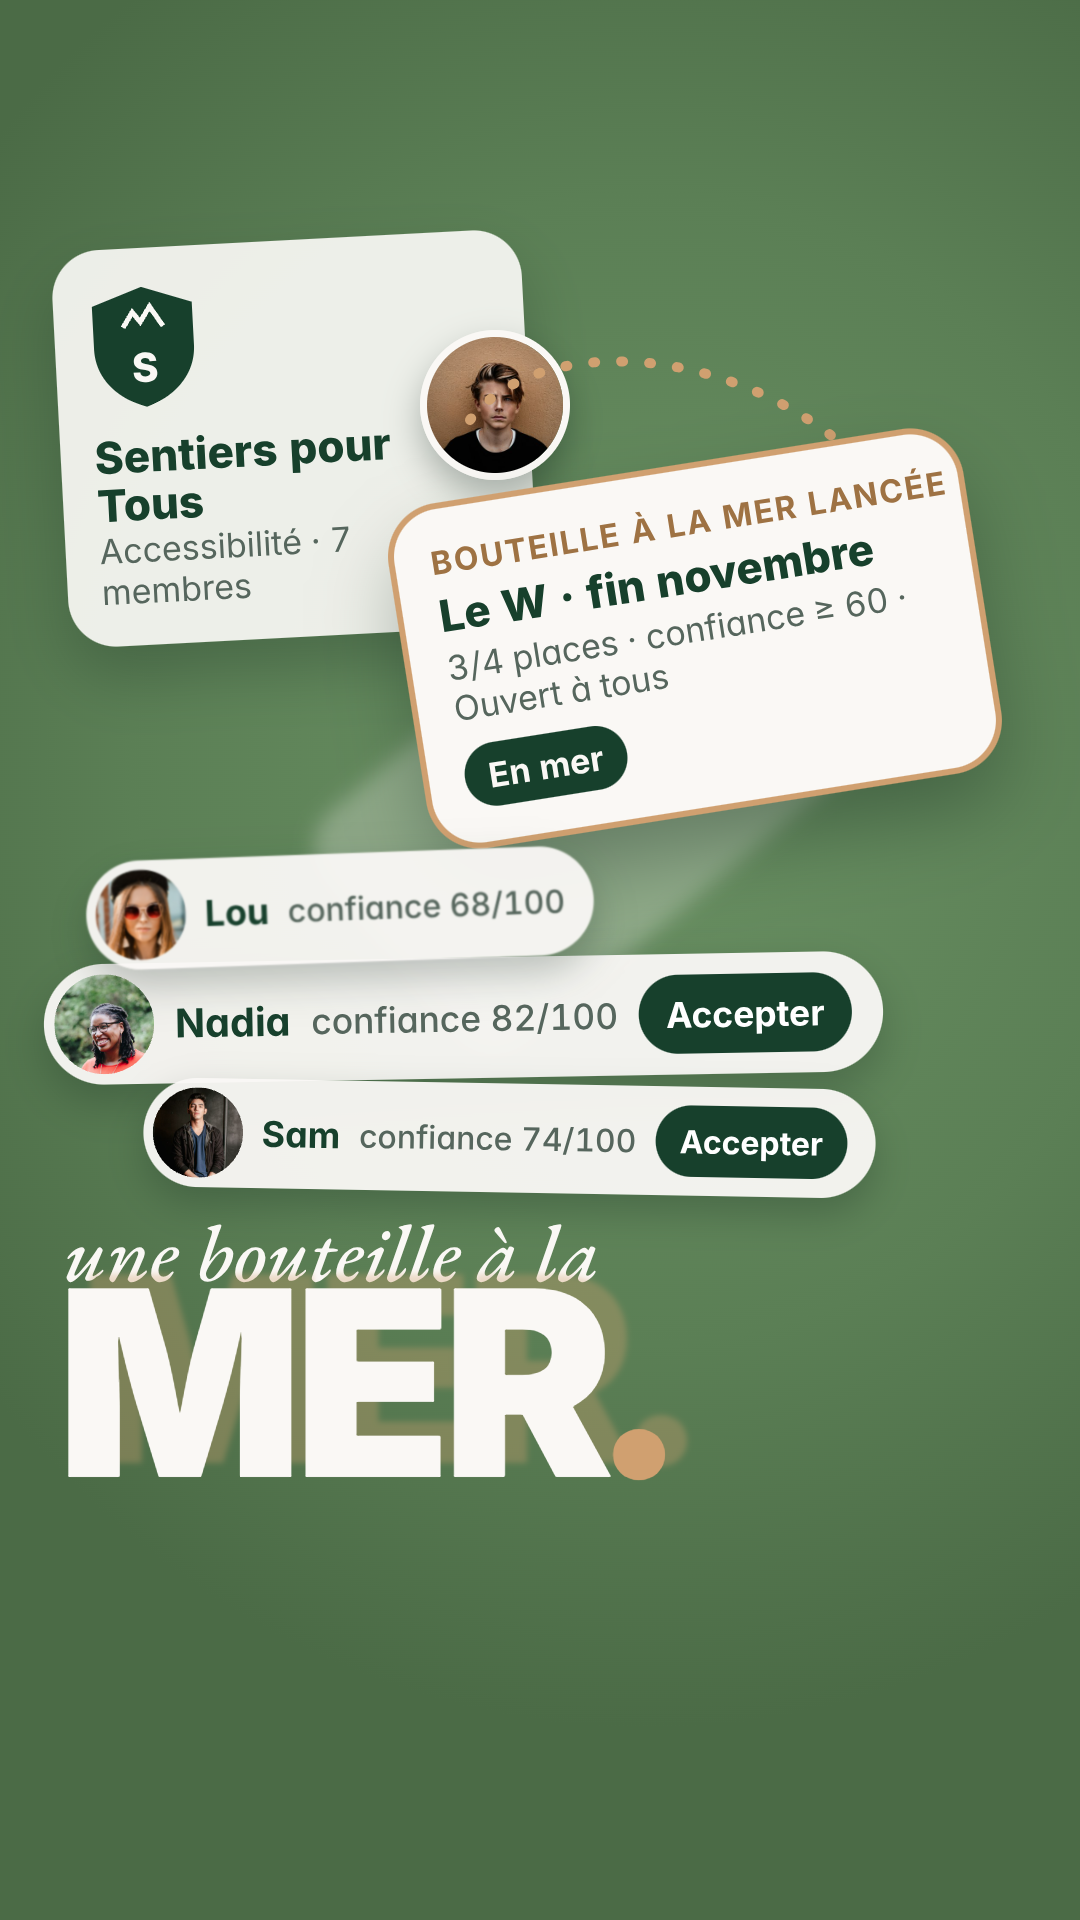 S
Sentiers pour
Tous
Accessibilité · 7
membres
BOUTEILLE À LA MER LANCÉE
Le W · fin novembre
3/4 places · confiance ≥ 60 ·
Ouvert à tous
En mer
Lou confiance 68/100
Nadia confiance 82/100 Accepter
Sam confiance 74/100 Accepter
une bouteille à la
MER.